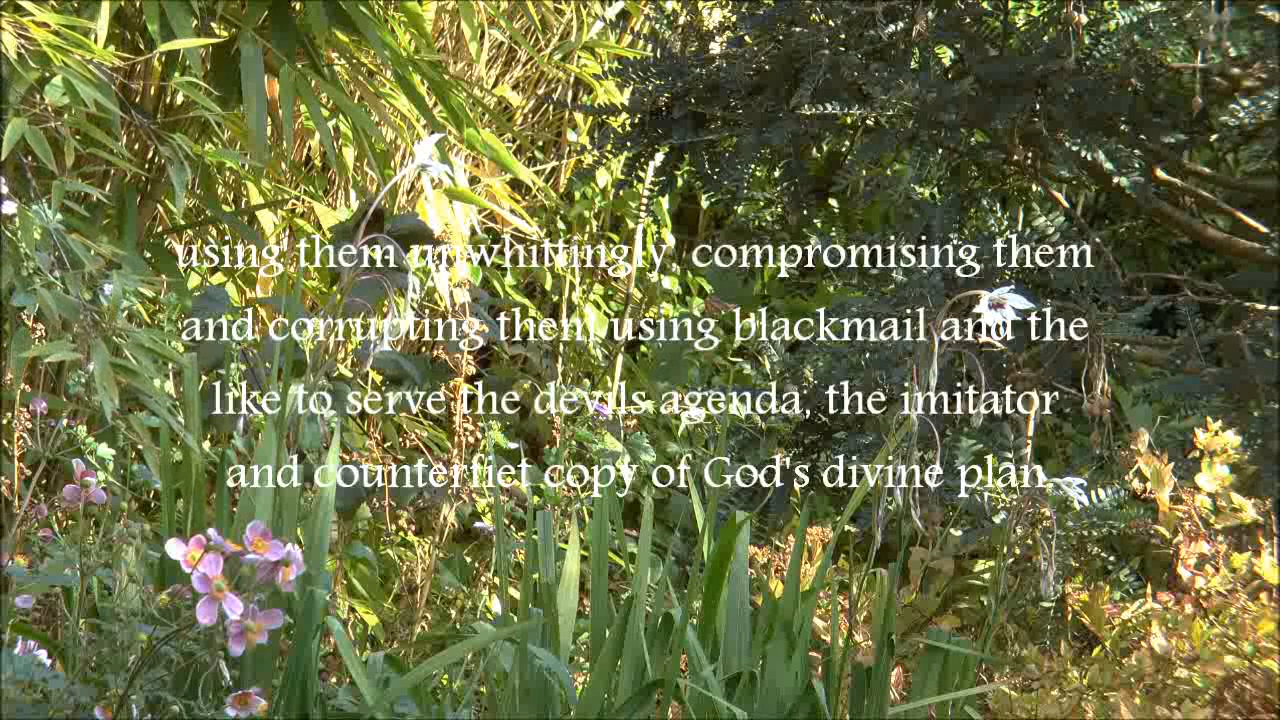 using them unwhittingly  compromising them
and corrupting them using blackmail and the
like to serve the devils agenda, the imitator
and counterfiet copy of God's divine plan.